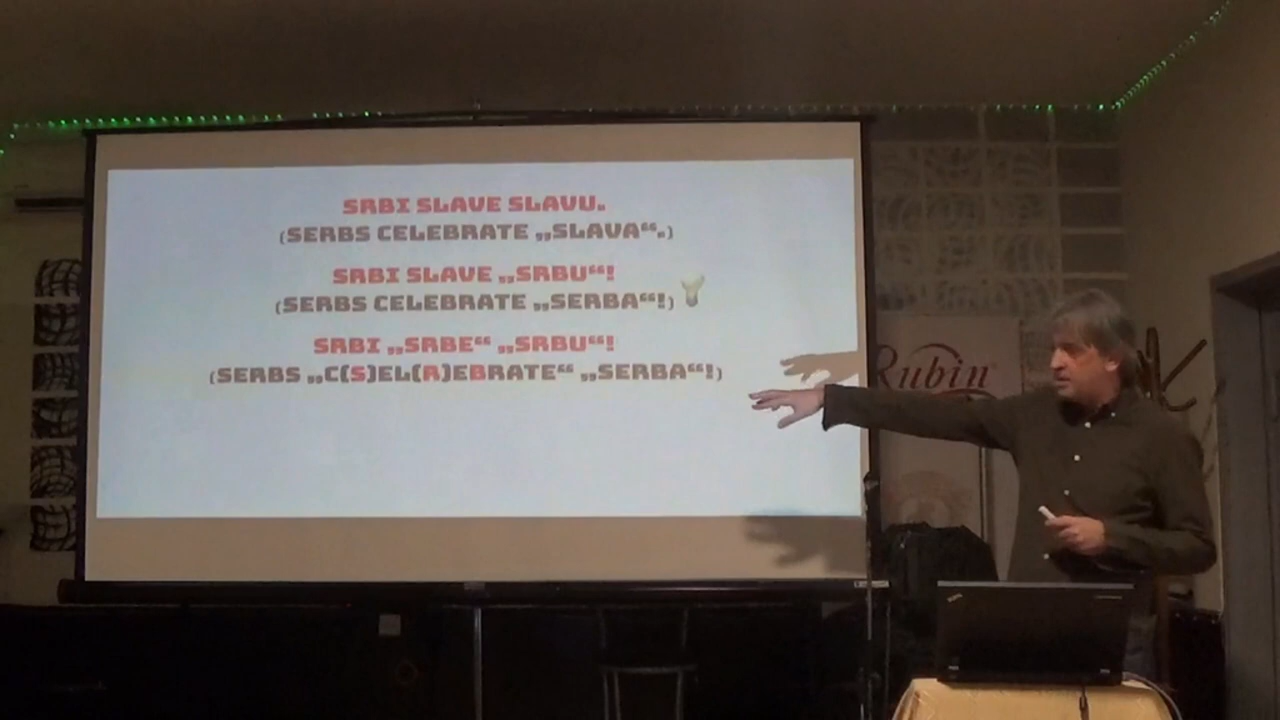 SRBI SLAVE SLAVU.
(SERBS CELEBRATE „SLAVA“.)
SRBI SLAVE „SRBU“!
(SERBS CELEBRATE „SERBA“!)
SRBI „SRBE“ „SRBU“!
(SERBS „C(S)EL(R)EBRATE“ „SERBA“!)
Rubin